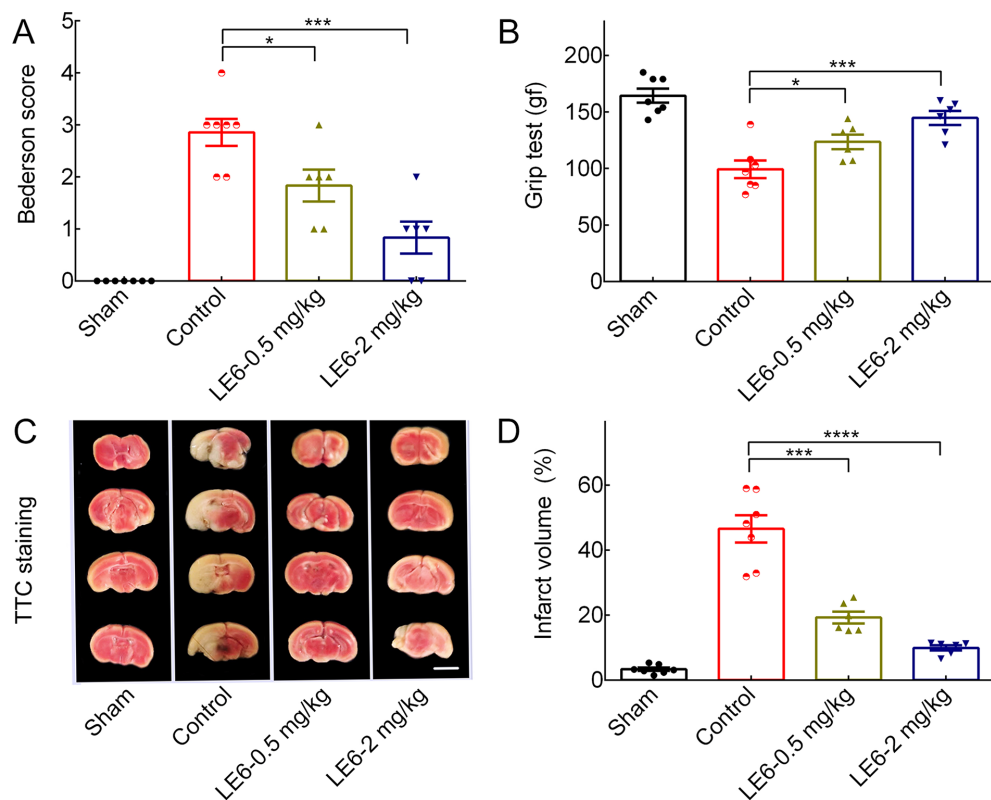 A
Bederson score
5
4
3
2
1
0
***
*
Sham
Control
LE6-0.5 mg/kg
LE6-2 mg/kg
B
Grip test (gf)
200
150
100
50
0
***
*
Sham
Control
LE6-0.5 mg/kg
LE6-2 mg/kg
C
TTC staining
Sham
Control
LE6-0.5 mg/kg
LE6-2 mg/kg
D
Infarct volume (%)
60
40
20
0
****
***
Sham
Control
LE6-0.5 mg/kg
LE6-2 mg/kg